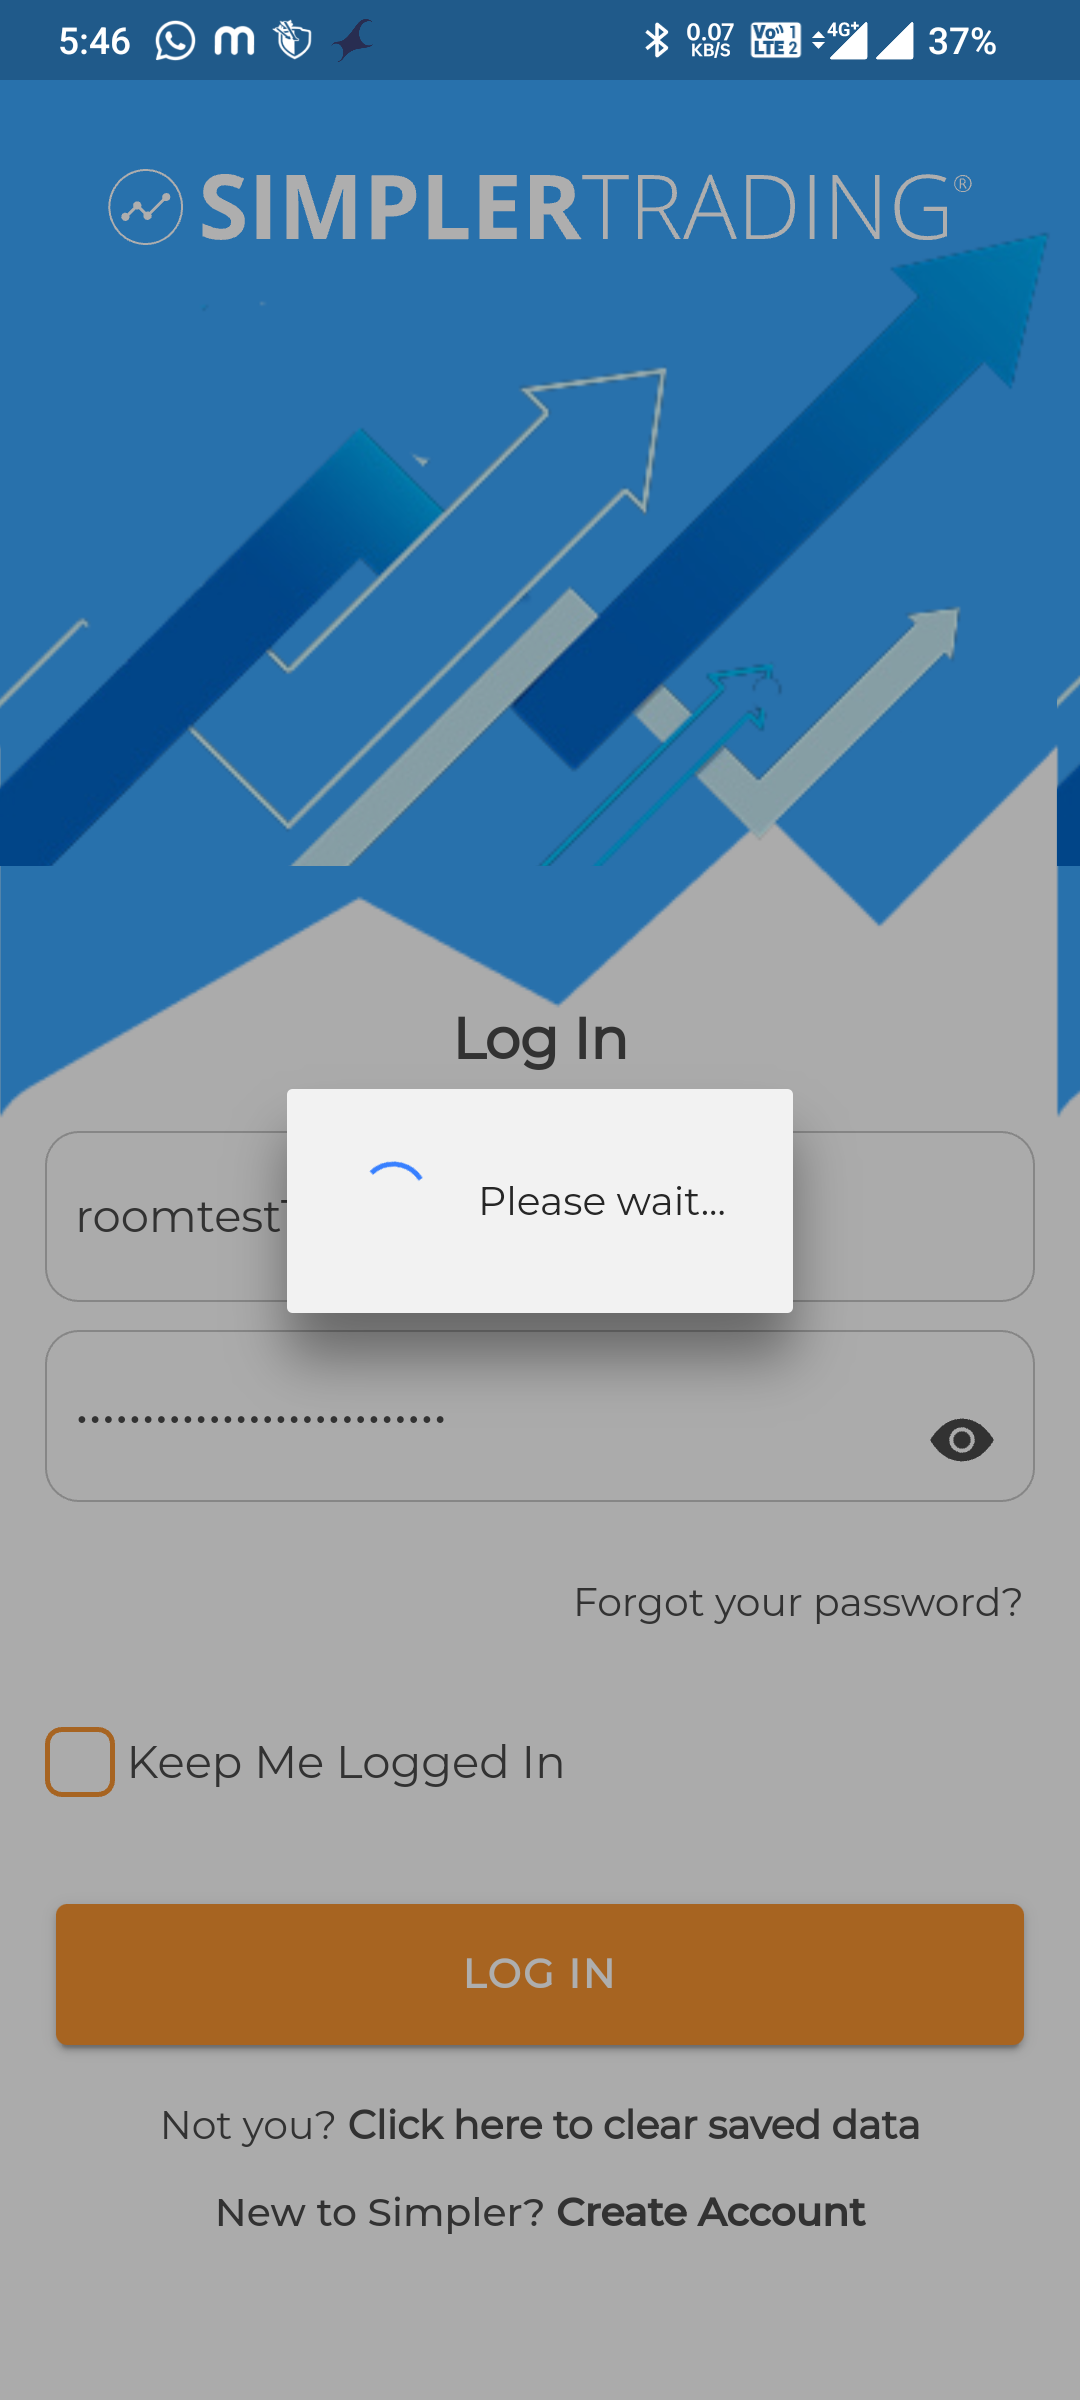 5:46 m 0.07 KB/S Vo)) LTE 1 2 4G+ 37%
SIMPLERTRADING®
Log In
roomtest
Please wait...
Forgot your password?
Keep Me Logged In
LOG IN
Not you? Click here to clear saved data
New to Simpler? Create Account